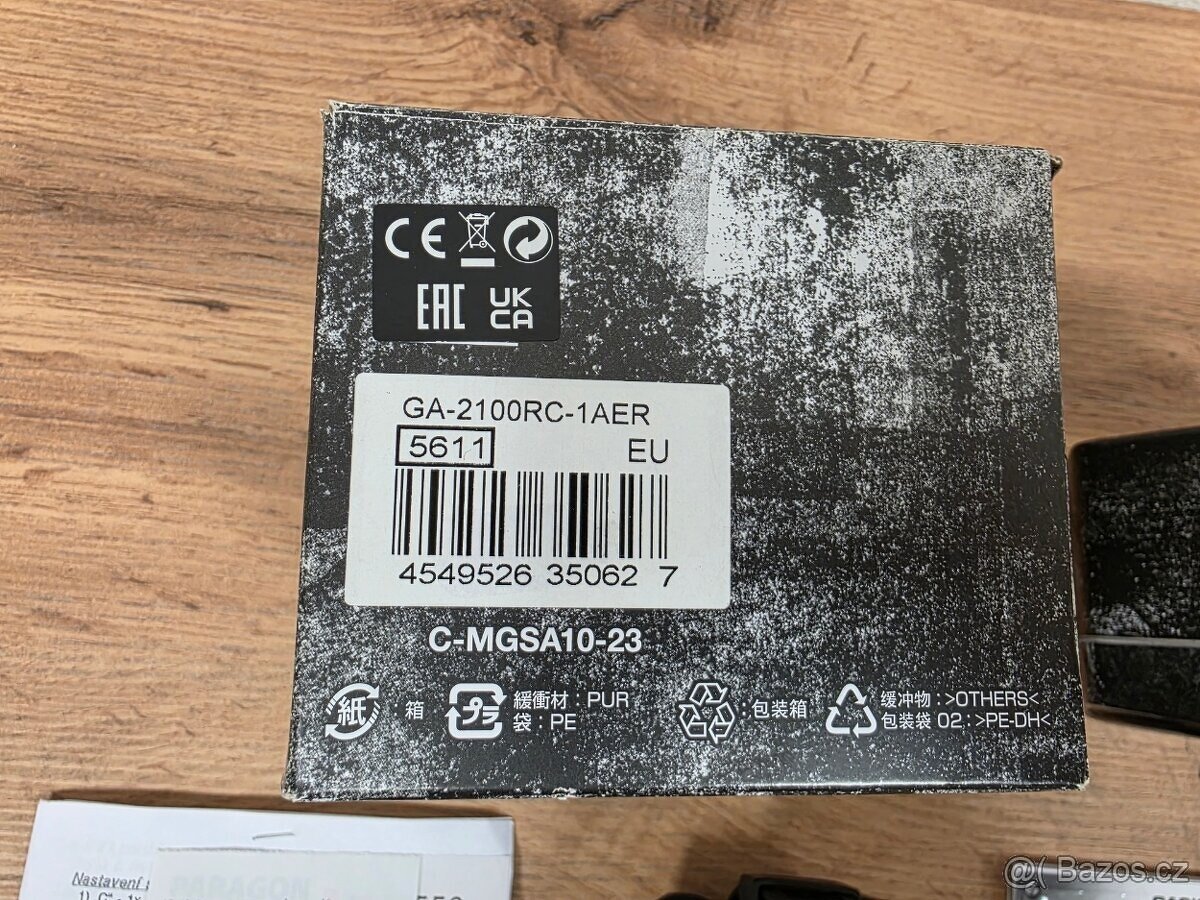 CE
EAC
UK
CA
GA-2100RC-1AER
5611
EU
4549526 35062 7
C-MGSA10-23
紙 : 箱
プラ 緩衝材 : PUR
袋 : PE
: 包装箱
缓冲物 : >OTHERS<
包装袋 02 : >PE-DH<
Nastavení
PARAGON
@( Bazos.cz